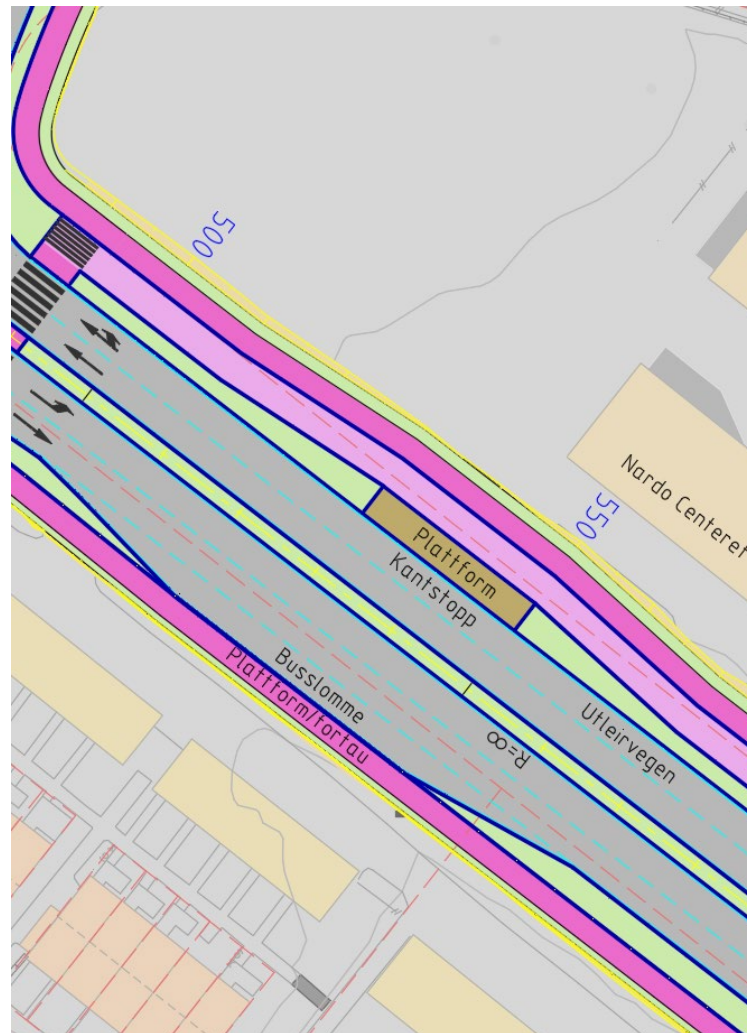 500
550
Nardo Centeret
Plattform
Kantstopp
Busslomme
Plattform/fortau
Utleirvegen
R=∞